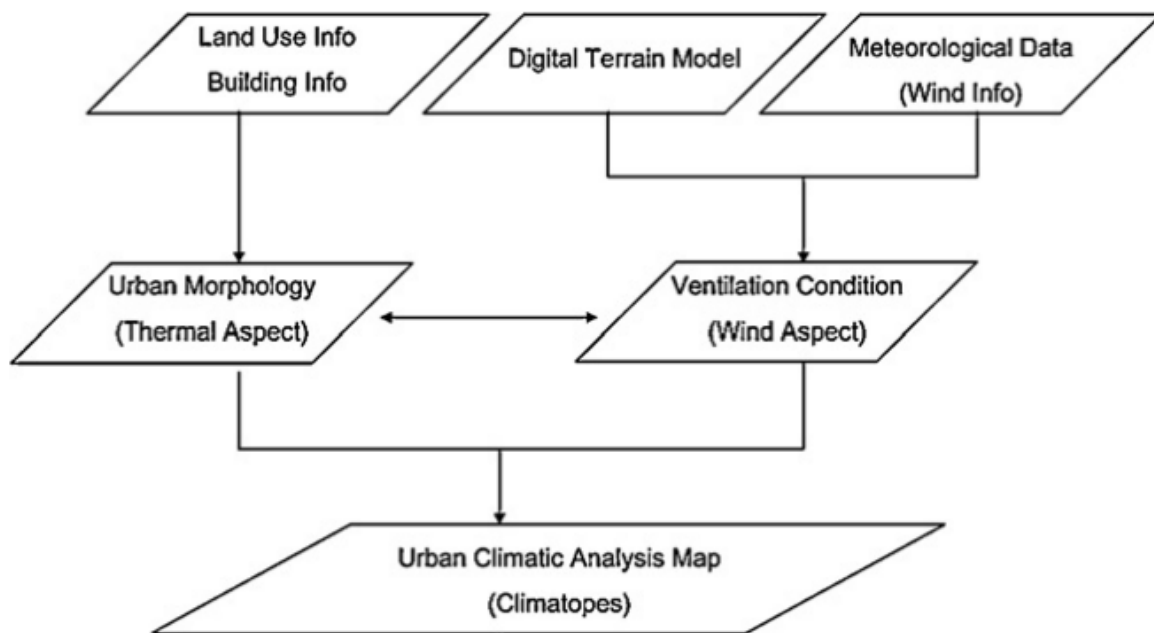 Land Use Info
Building Info
Digital Terrain Model
Meteorological Data
(Wind Info)
Urban Morphology
(Thermal Aspect)
Ventilation Condition
(Wind Aspect)
Urban Climatic Analysis Map
(Climatopes)